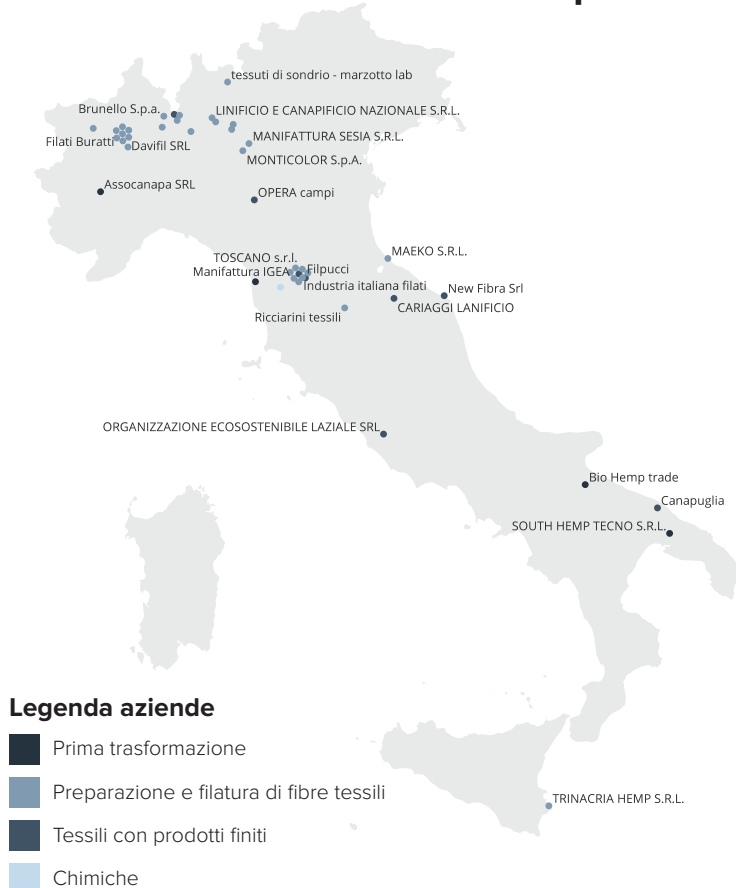 tessuti di sondrio - marzotto lab
Brunello S.p.a.
LINIFICIO E CANAPIFICIO NAZIONALE S.R.L.
Filati Buratti
Davifil SRL
MANIFATTURA SESIA S.R.L.
MONTICOLOR S.p.A.
Assocanapa SRL
OPERA campi
MAEKO S.R.L.
TOSCANO s.r.l.
Manifattura IGEA
Filpucci
Industria italiana filati
New Fibra Srl
CARIAGGI LANIFICIO
Ricciarini tessili
ORGANIZZAZIONE ECOSOSTENIBILE LAZIALE SRL
Bio Hemp trade
Canapuglia
SOUTH HEMP TECNO S.R.L.
Legenda aziende
Prima trasformazione
Preparazione e filatura di fibre tessili
Tessili con prodotti finiti
Chimiche
TRINACRIA HEMP S.R.L.